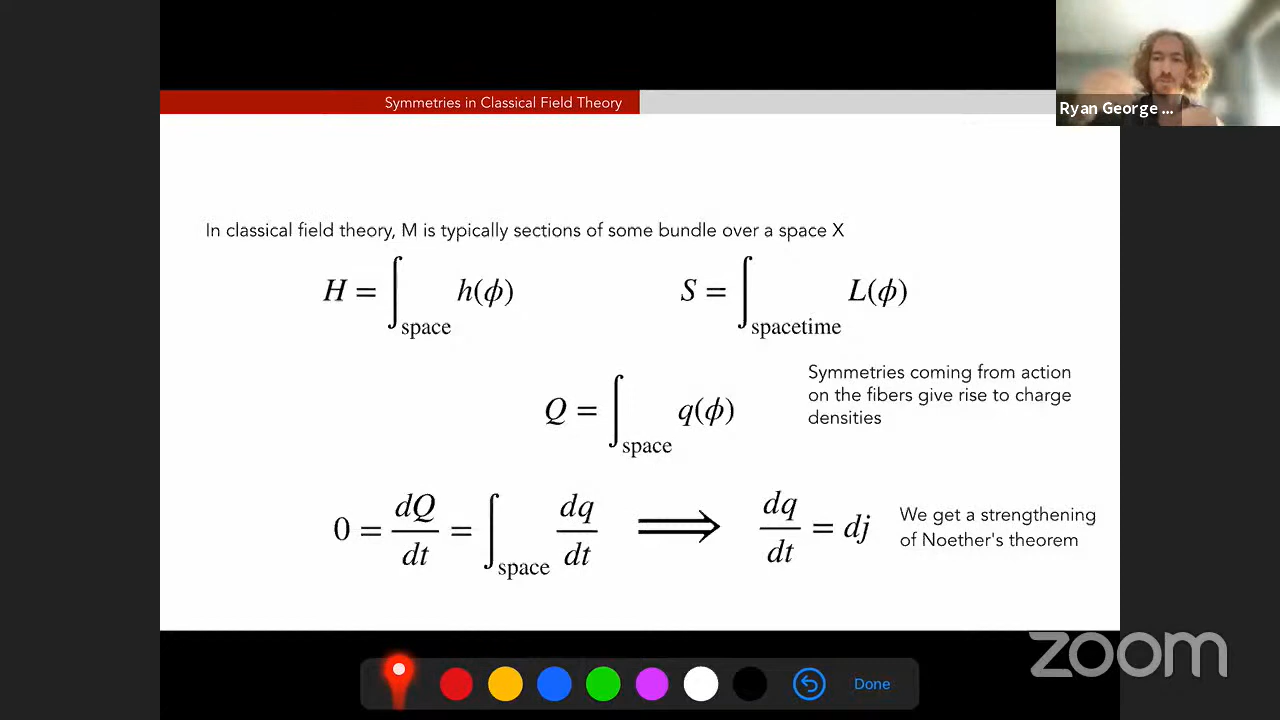 Symmetries in Classical Field Theory
Ryan George ...
In classical field theory, M is typically sections of some bundle over a space X
H = ∫_space h(ϕ)
S = ∫_spacetime L(ϕ)
Q = ∫_space q(ϕ)
Symmetries coming from action
on the fibers give rise to charge
densities
0 = dQ/dt = ∫_space dq/dt ⟹ dq/dt = dj
We get a strengthening
of Noether's theorem
zoom
Done